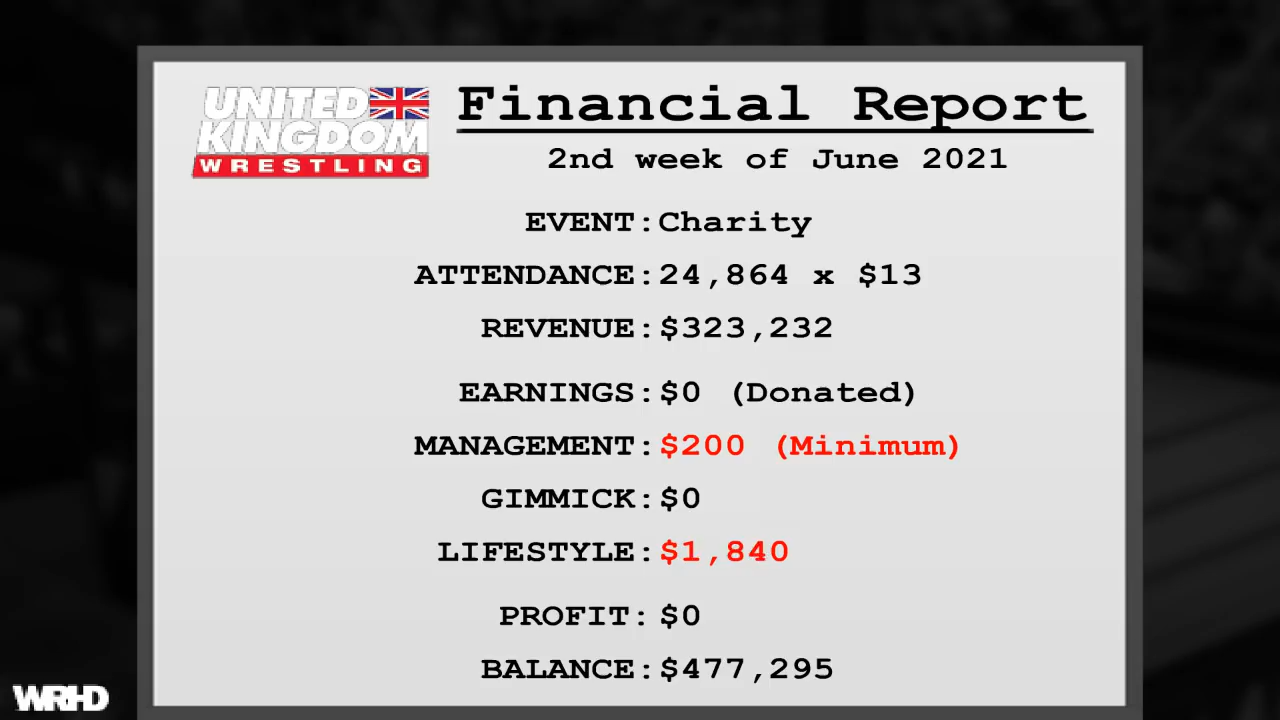 UNITED
KINGDOM
WRESTLING
Financial Report
2nd week of June 2021
EVENT: Charity
ATTENDANCE: 24,864 x $13
REVENUE: $323,232
EARNINGS: $0 (Donated)
MANAGEMENT: $200 (Minimum)
GIMMICK: $0
LIFESTYLE: $1,840
PROFIT: $0
BALANCE: $477,295
WRHD